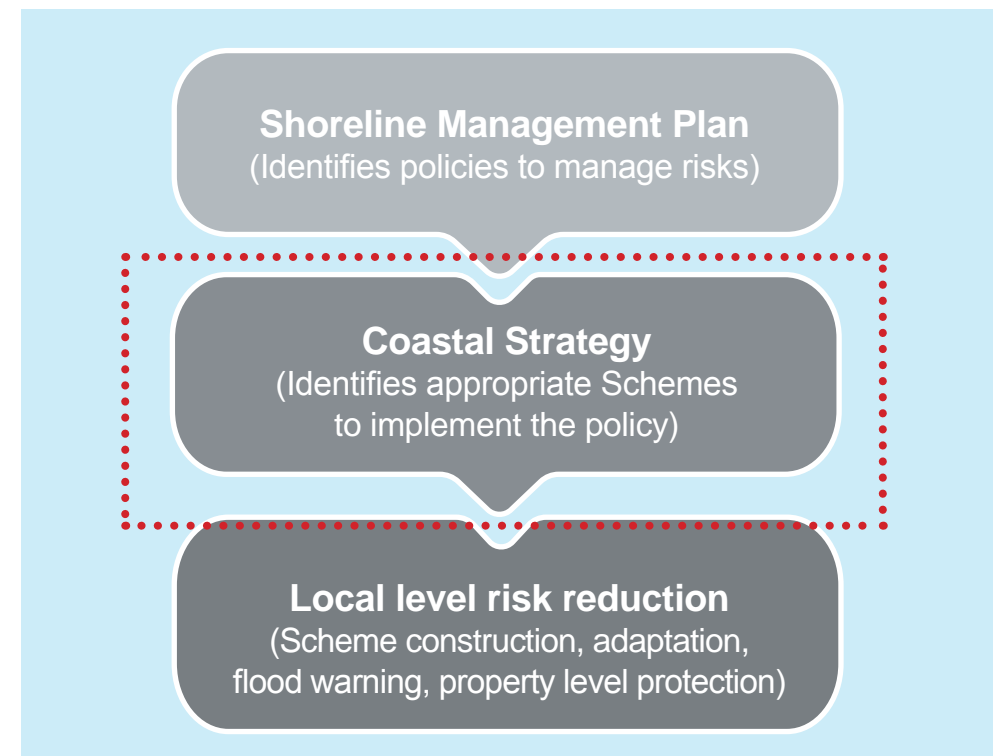 Shoreline Management Plan
(Identifies policies to manage risks)
Coastal Strategy
(Identifies appropriate Schemes
to implement the policy)
Local level risk reduction
(Scheme construction, adaptation,
flood warning, property level protection)